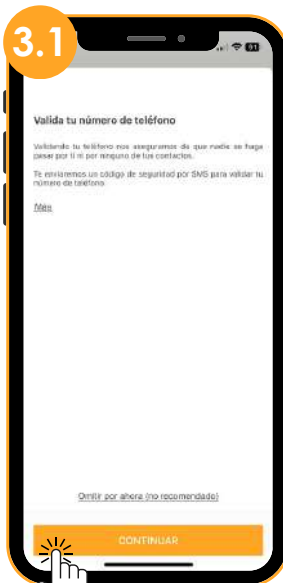 3.1
61
Valida tu número de teléfono
Validando tu teléfono nos aseguramos de que nadie se haga
pasar por ti ni por ninguno de tus contactos.
Te enviaremos un código de seguridad por SMS para validar tu
número de teléfono.
Más
Omitir por ahora (no recomendado)
CONTINUAR